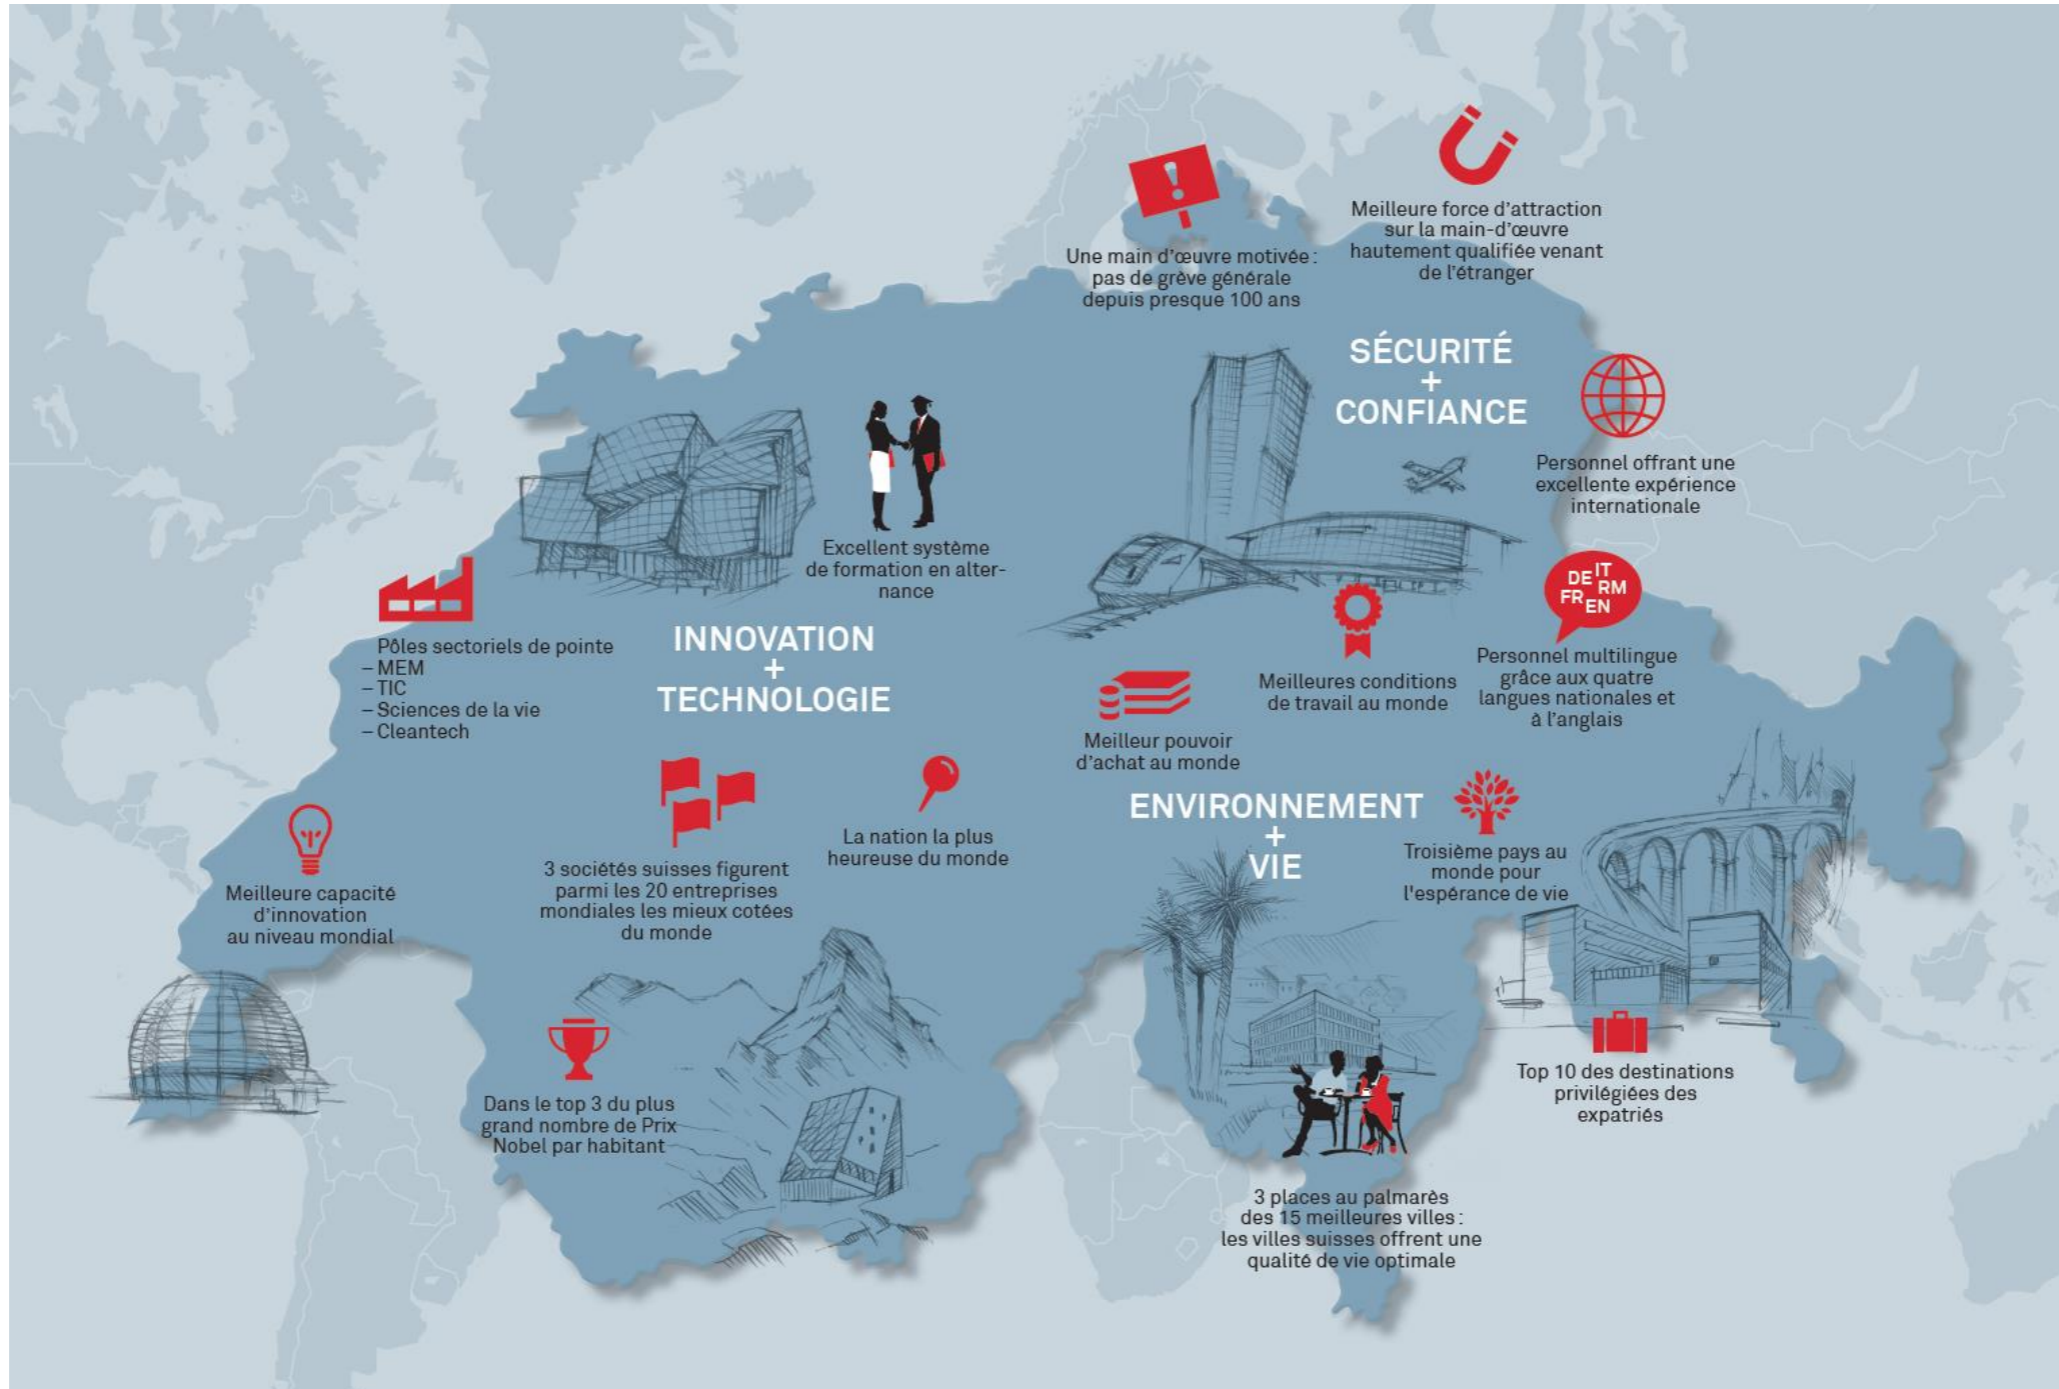 Une main d'œuvre motivée :
pas de grève générale
depuis presque 100 ans
Meilleure force d'attraction
sur la main-d'œuvre
hautement qualifiée venant
de l'étranger
SÉCURITÉ
+
CONFIANCE
Personnel offrant une
excellente expérience
internationale
Excellent système
de formation en alter-
nance
DE IT
FR RM
EN
Pôles sectoriels de pointe
– MEM
– TIC
– Sciences de la vie
– Cleantech
INNOVATION
+
TECHNOLOGIE
Meilleures conditions
de travail au monde
Personnel multilingue
grâce aux quatre
langues nationales et
à l'anglais
Meilleur pouvoir
d'achat au monde
ENVIRONNEMENT
+
VIE
Troisième pays au
monde pour
l'espérance de vie
La nation la plus
heureuse du monde
3 sociétés suisses figurent
parmi les 20 entreprises
mondiales les mieux cotées
du monde
Meilleure capacité
d'innovation
au niveau mondial
Dans le top 3 du plus
grand nombre de Prix
Nobel par habitant
Top 10 des destinations
privilégiées des
expatriés
3 places au palmarès
des 15 meilleures villes :
les villes suisses offrent une
qualité de vie optimale